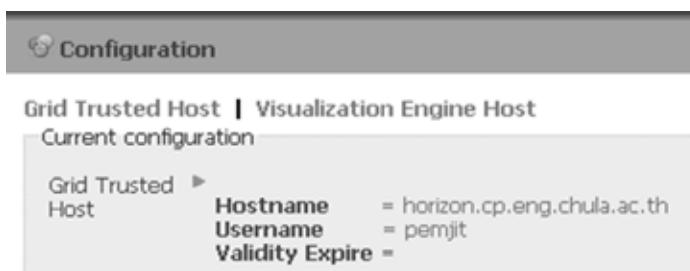 Configuration
Grid Trusted Host | Visualization Engine Host
Current configuration
Grid Trusted Host
Hostname = horizon.cp.eng.chula.ac.th
Username = pemjit
Validity Expire =